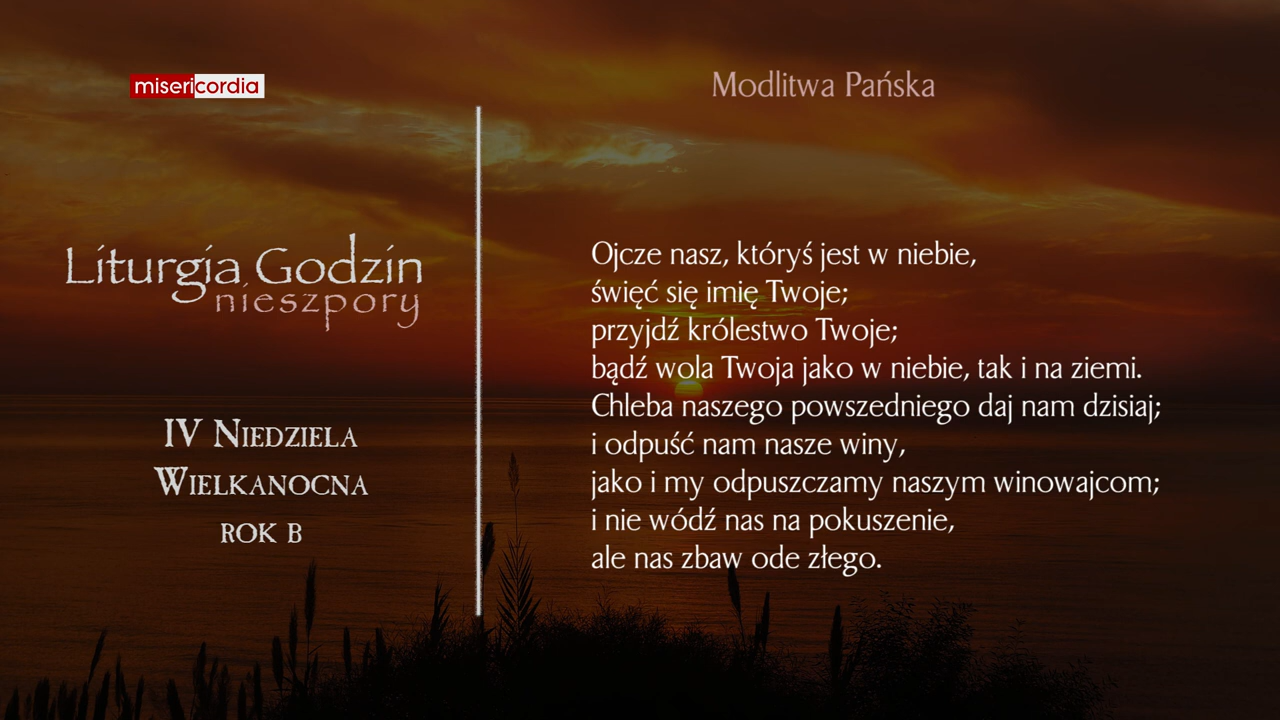 misericordia
Liturgia Godzin
nieszpory
IV Niedziela
Wielkanocna
rok B
Modlitwa Pańska
Ojcze nasz, któryś jest w niebie,
święć się imię Twoje;
przyjdź królestwo Twoje;
bądź wola Twoja jako w niebie, tak i na ziemi.
Chleba naszego powszedniego daj nam dzisiaj;
i odpuść nam nasze winy,
jako i my odpuszczamy naszym winowajcom;
i nie wódź nas na pokuszenie,
ale nas zbaw ode złego.